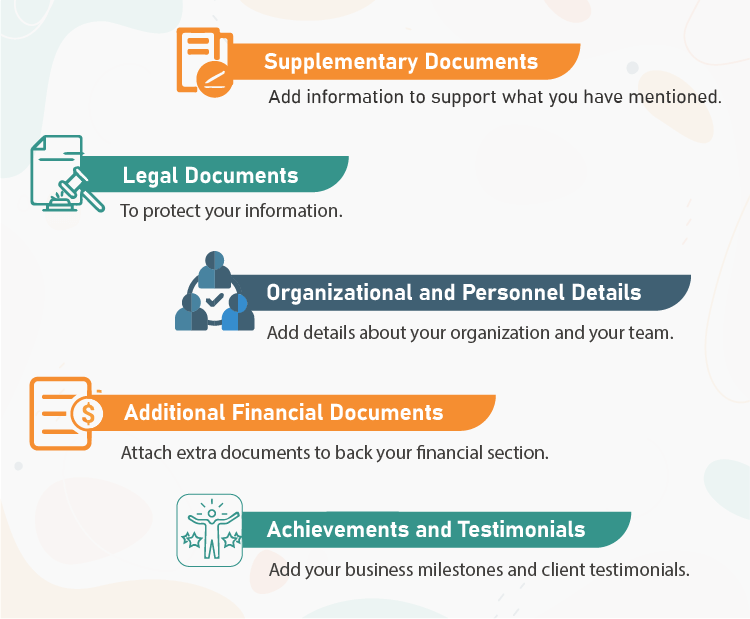 Supplementary Documents
Add information to support what you have mentioned.
Legal Documents
To protect your information.
Organizational and Personnel Details
Add details about your organization and your team.
$
Additional Financial Documents
Attach extra documents to back your financial section.
Achievements and Testimonials
Add your business milestones and client testimonials.